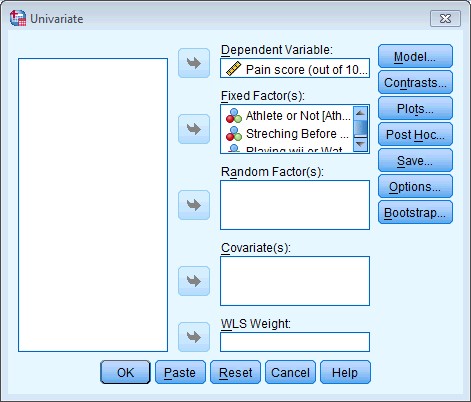 Univariate
Dependent Variable:
Pain score (out of 10...
Fixed Factor(s):
Athlete or Not [Ath...
Streching Before ...
Playing wii or Wat...
Random Factor(s):
Covariate(s):
WLS Weight:
Model...
Contrasts...
Plots...
Post Hoc...
Save...
Options...
Bootstrap...
OK
Paste
Reset
Cancel
Help